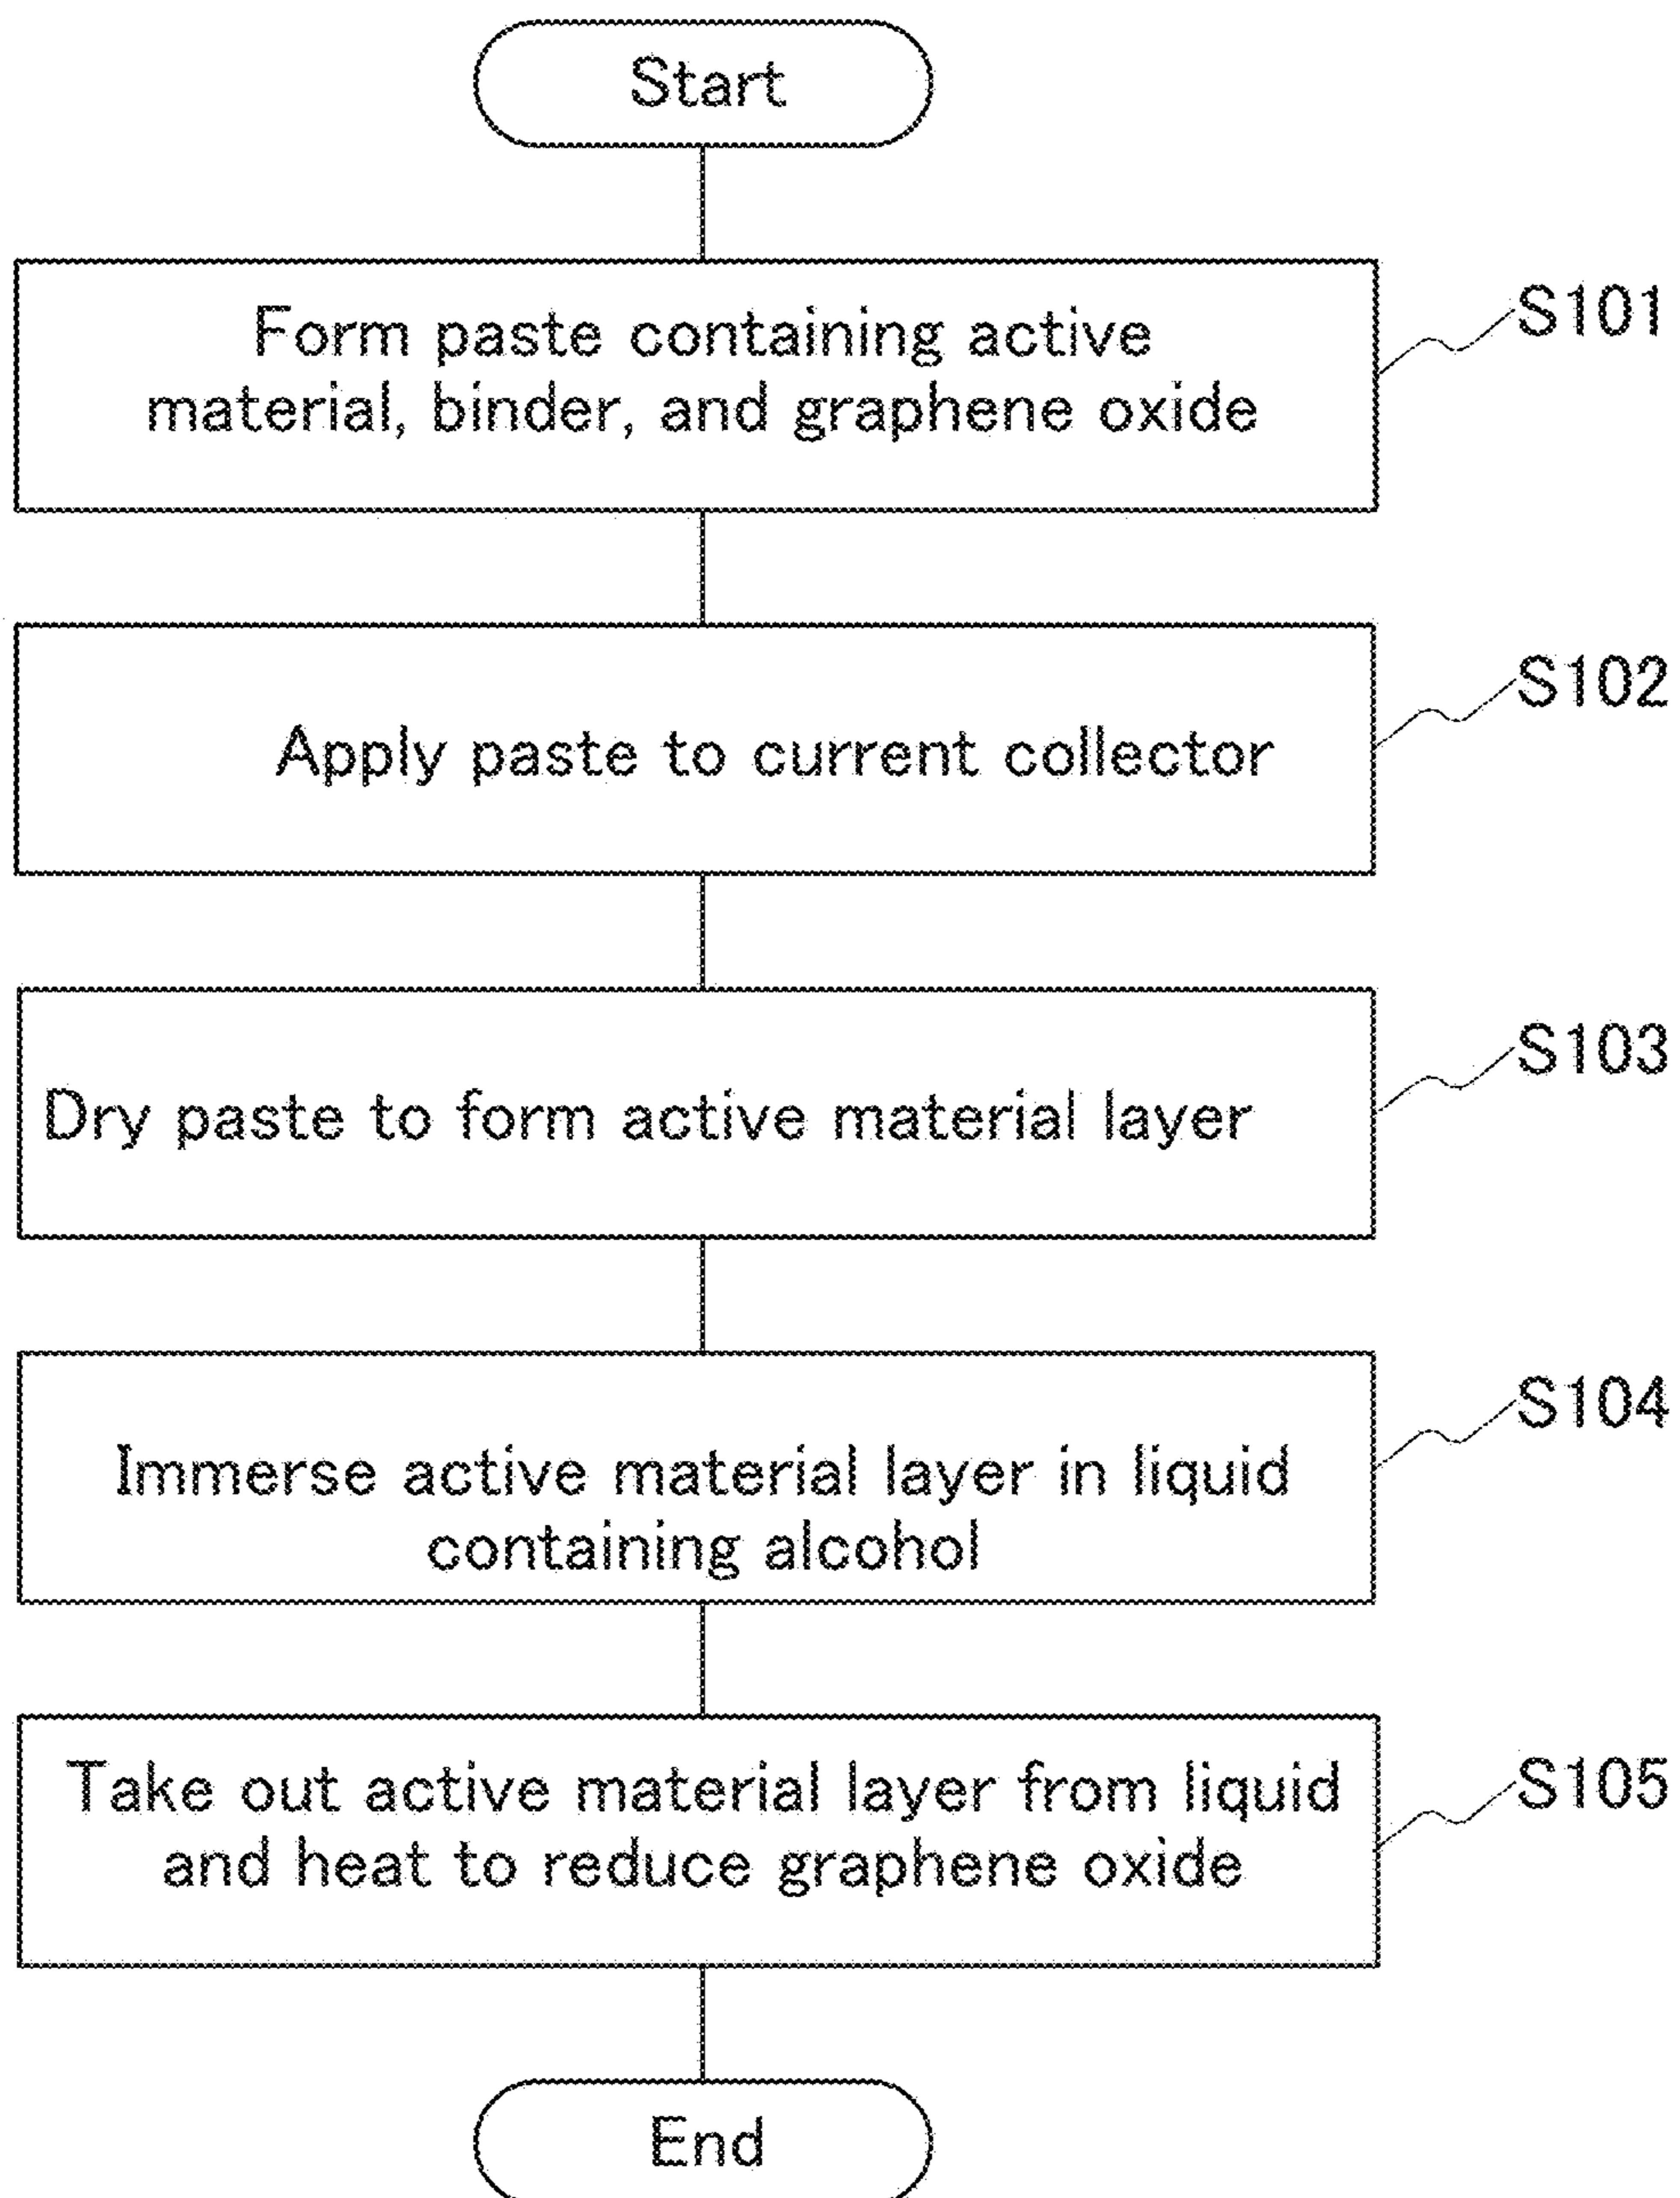 Start
Form paste containing active
material, binder, and graphene oxide
S101
Apply paste to current collector
S102
Dry paste to form active material layer
S103
Immerse active material layer in liquid
containing alcohol
S104
Take out active material layer from liquid
and heat to reduce graphene oxide
S105
End